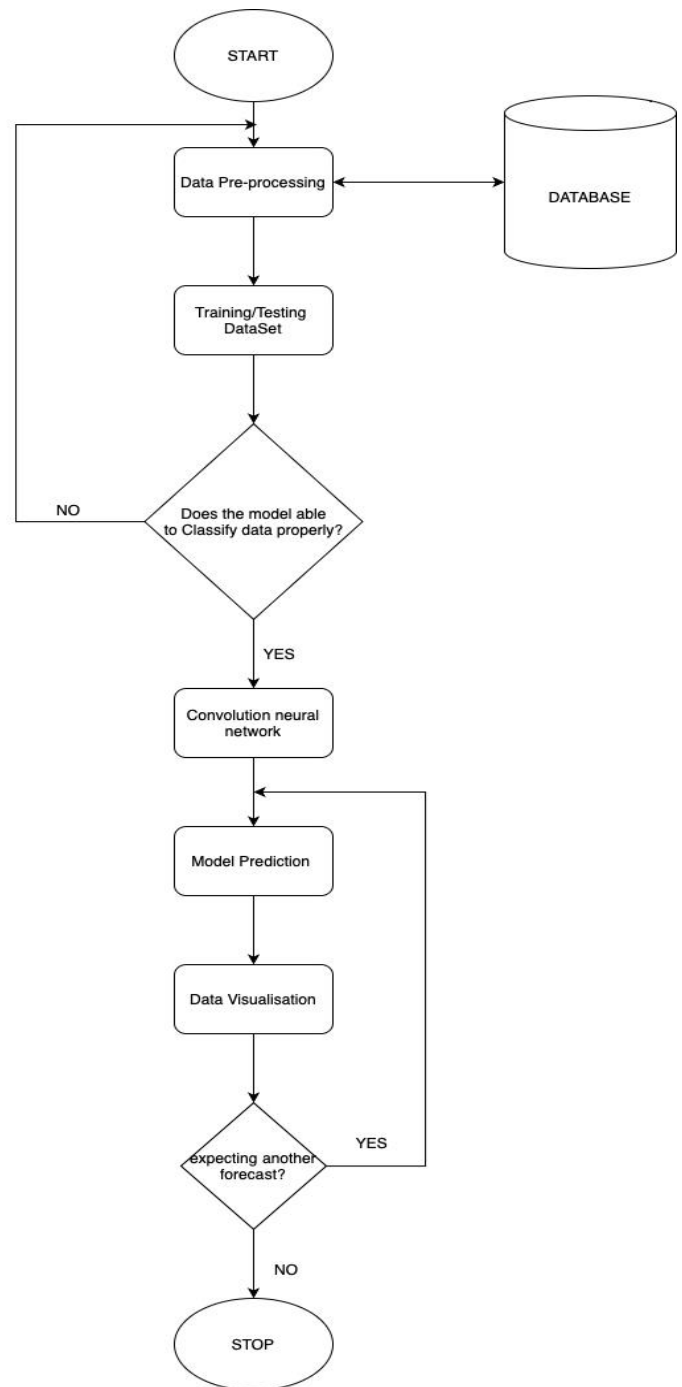 START
Data Pre-processing
DATABASE
Training/Testing
DataSet
NO
Does the model able
to Classify data properly?
YES
Convolution neural
network
Model Prediction
Data Visualisation
expecting another
forecast?
YES
NO
STOP